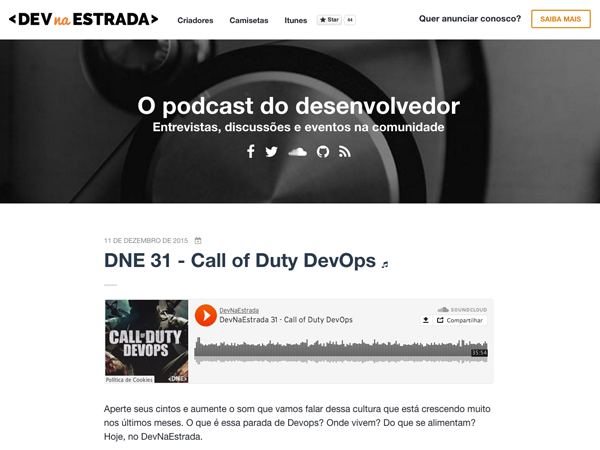 <DEV na ESTRADA>
Criadores Camisetas Itunes Star 44
Quer anunciar conosco? SAIBA MAIS
O podcast do desenvolvedor
Entrevistas, discussões e eventos na comunidade
11 DE DEZEMBRO DE 2015
DNE 31 - Call of Duty DevOps ♬
DevNaEstrada
DevNaEstrada 31 - Call of Duty DevOps
SOUNDCLOUD
Compartilhar
CALL OF DUTY
DEVOPS
Política de Cookies
<DNE>
35:54
Aperte seus cintos e aumente o som que vamos falar dessa cultura que está crescendo muito
nos últimos meses. O que é essa parada de Devops? Onde vivem? Do que se alimentam?
Hoje, no DevNaEstrada.